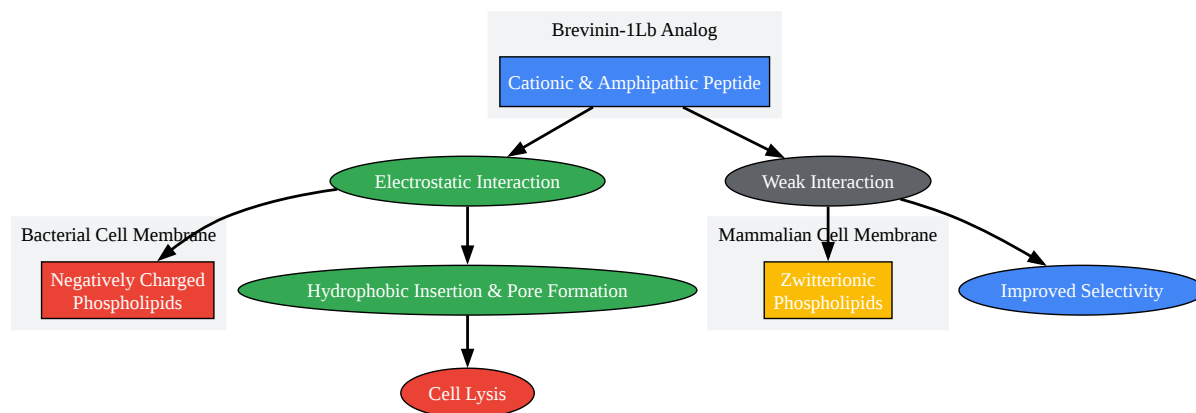 Brevinin-1Lb Analog
Cationic & Amphipathic Peptide
Electrostatic Interaction
Weak Interaction
Bacterial Cell Membrane
Mammalian Cell Membrane
Negatively Charged
Phospholipids
Hydrophobic Insertion & Pore Formation
Zwitterionic
Phospholipids
Improved Selectivity
Cell Lysis